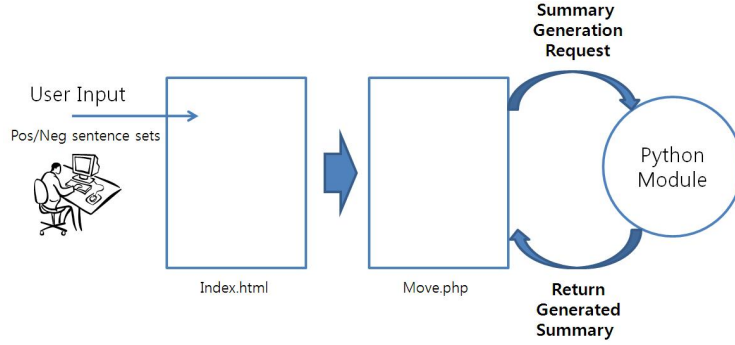 Summary
Generation
Request
User Input
Pos/Neg sentence sets
Python
Module
Index.html
Move.php
Return
Generated
Summary